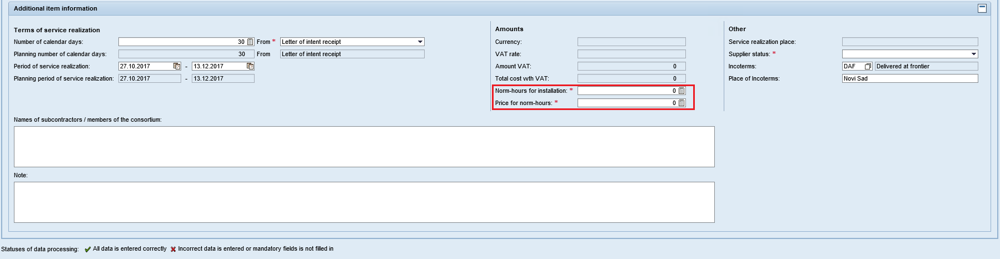 Additional item information
Terms of service realization
Number of calendar days: 30 From * Letter of intent receipt
Planning number of calendar days: 30 From Letter of intent receipt
Period of service realization: 27.10.2017 - 13.12.2017
Planning period of service realization: 27.10.2017 - 13.12.2017
Amounts
Currency:
VAT rate:
Amount VAT: 0
Total cost wth VAT: 0
Norm-hours for installation: * 0
Price for norm-hours: * 0
Other
Service realization place:
Supplier status: *
Incoterms: DAF Delivered at frontier
Place of Incoterms: Novi Sad
Names of subcontractors / members of the consortium:
Note:
Statuses of data processing: All data is entered correctly Incorrect data is entered or mandatory fields is not filled in